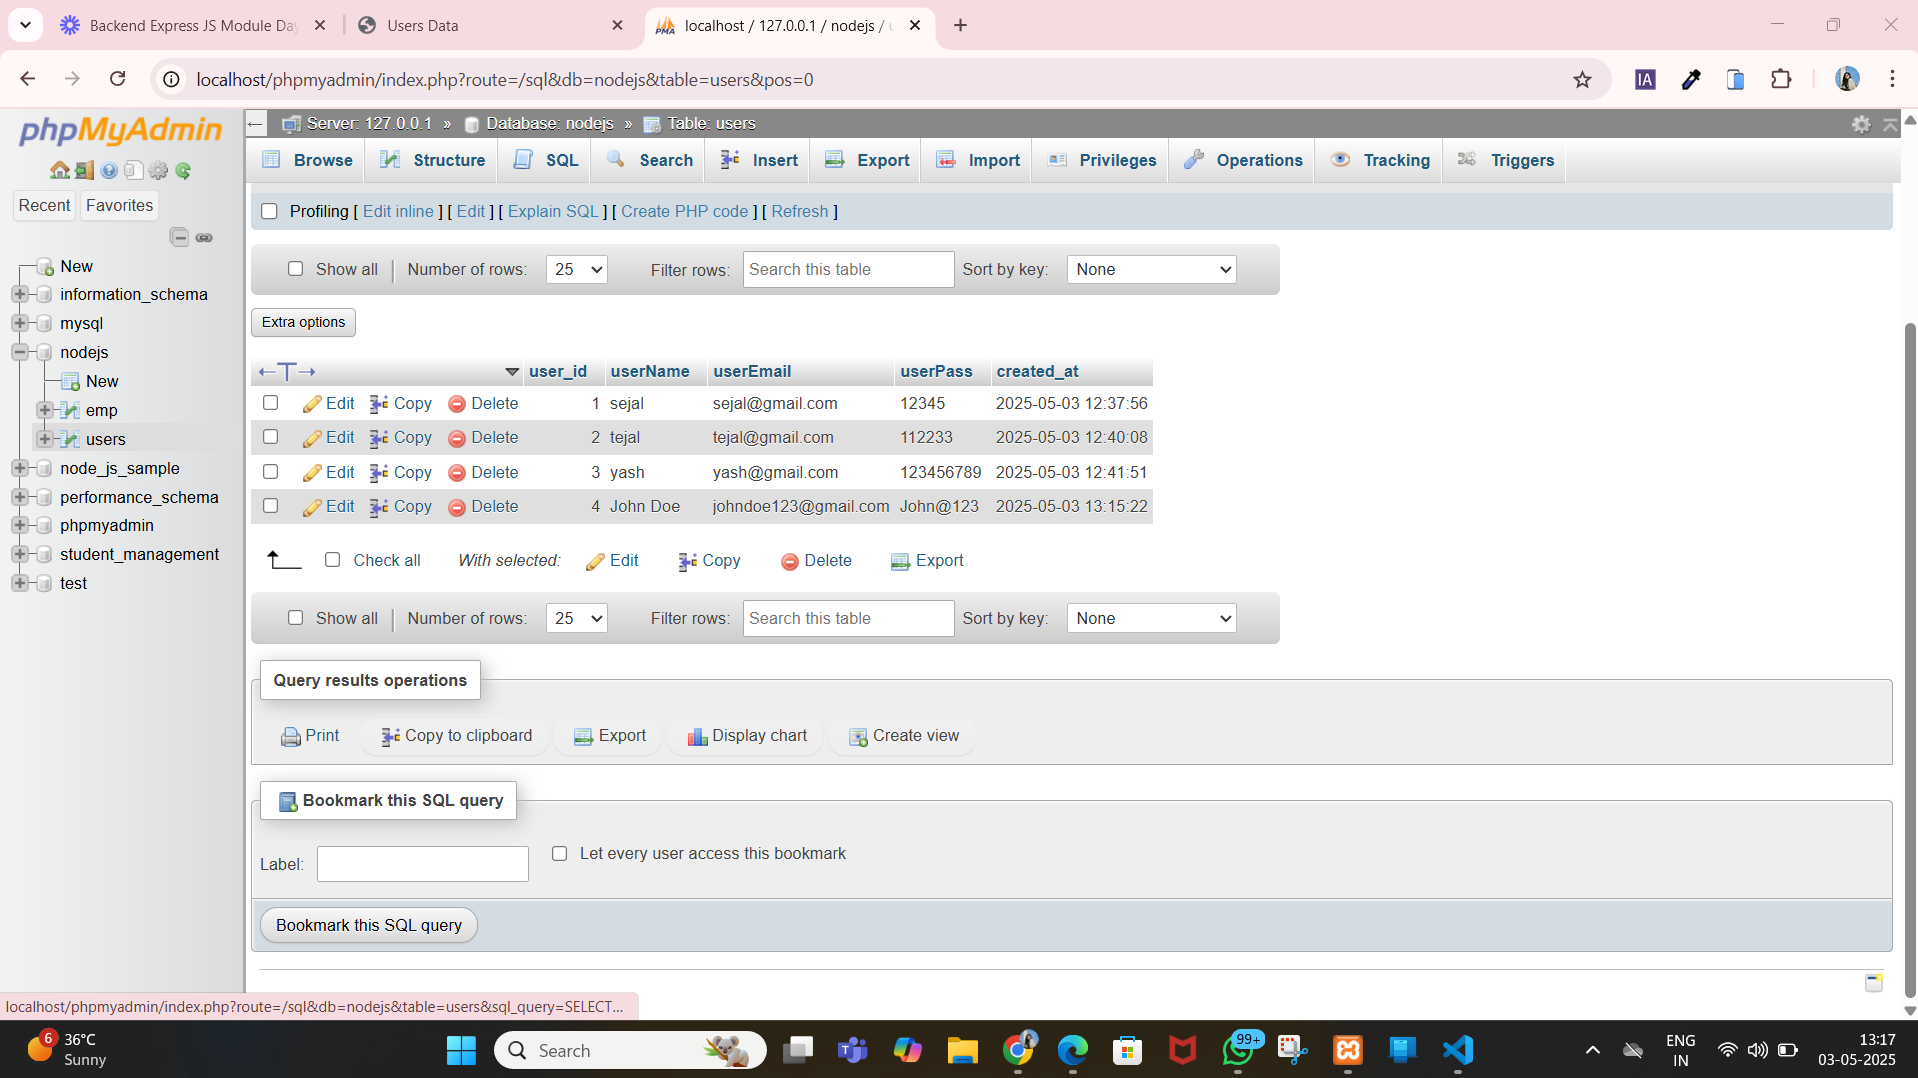 Backend Express JS Module Da
Users Data
localhost / 127.0.0.1 / nodejs /
localhost/phpmyadmin/index.php?route=/sql&db=nodejs&table=users&pos=0
IA
phpMyAdmin
Server: 127.0.0.1 » Database: nodejs » Table: users
Browse Structure SQL Search Insert Export Import Privileges Operations Tracking Triggers
Recent Favorites
New
information_schema
mysql
nodejs
New
emp
users
node_js_sample
performance_schema
phpmyadmin
student_management
test
Profiling [ Edit inline ] [ Edit ] [ Explain SQL ] [ Create PHP code ] [ Refresh ]
Show all Number of rows: 25 Filter rows: Search this table Sort by key: None
Extra options
←T→ user_id userName userEmail userPass created_at
Edit Copy Delete 1 sejal sejal@gmail.com 12345 2025-05-03 12:37:56
Edit Copy Delete 2 tejal tejal@gmail.com 112233 2025-05-03 12:40:08
Edit Copy Delete 3 yash yash@gmail.com 123456789 2025-05-03 12:41:51
Edit Copy Delete 4 John Doe johndoe123@gmail.com John@123 2025-05-03 13:15:22
Check all With selected: Edit Copy Delete Export
Show all Number of rows: 25 Filter rows: Search this table Sort by key: None
Query results operations
Print Copy to clipboard Export Display chart Create view
Bookmark this SQL query
Label: Let every user access this bookmark
Bookmark this SQL query
localhost/phpmyadmin/index.php?route=/sql&db=nodejs&table=users&sql_query=SELECT...
6 36°C
Sunny
Search
99+
ENG
IN
13:17
03-05-2025